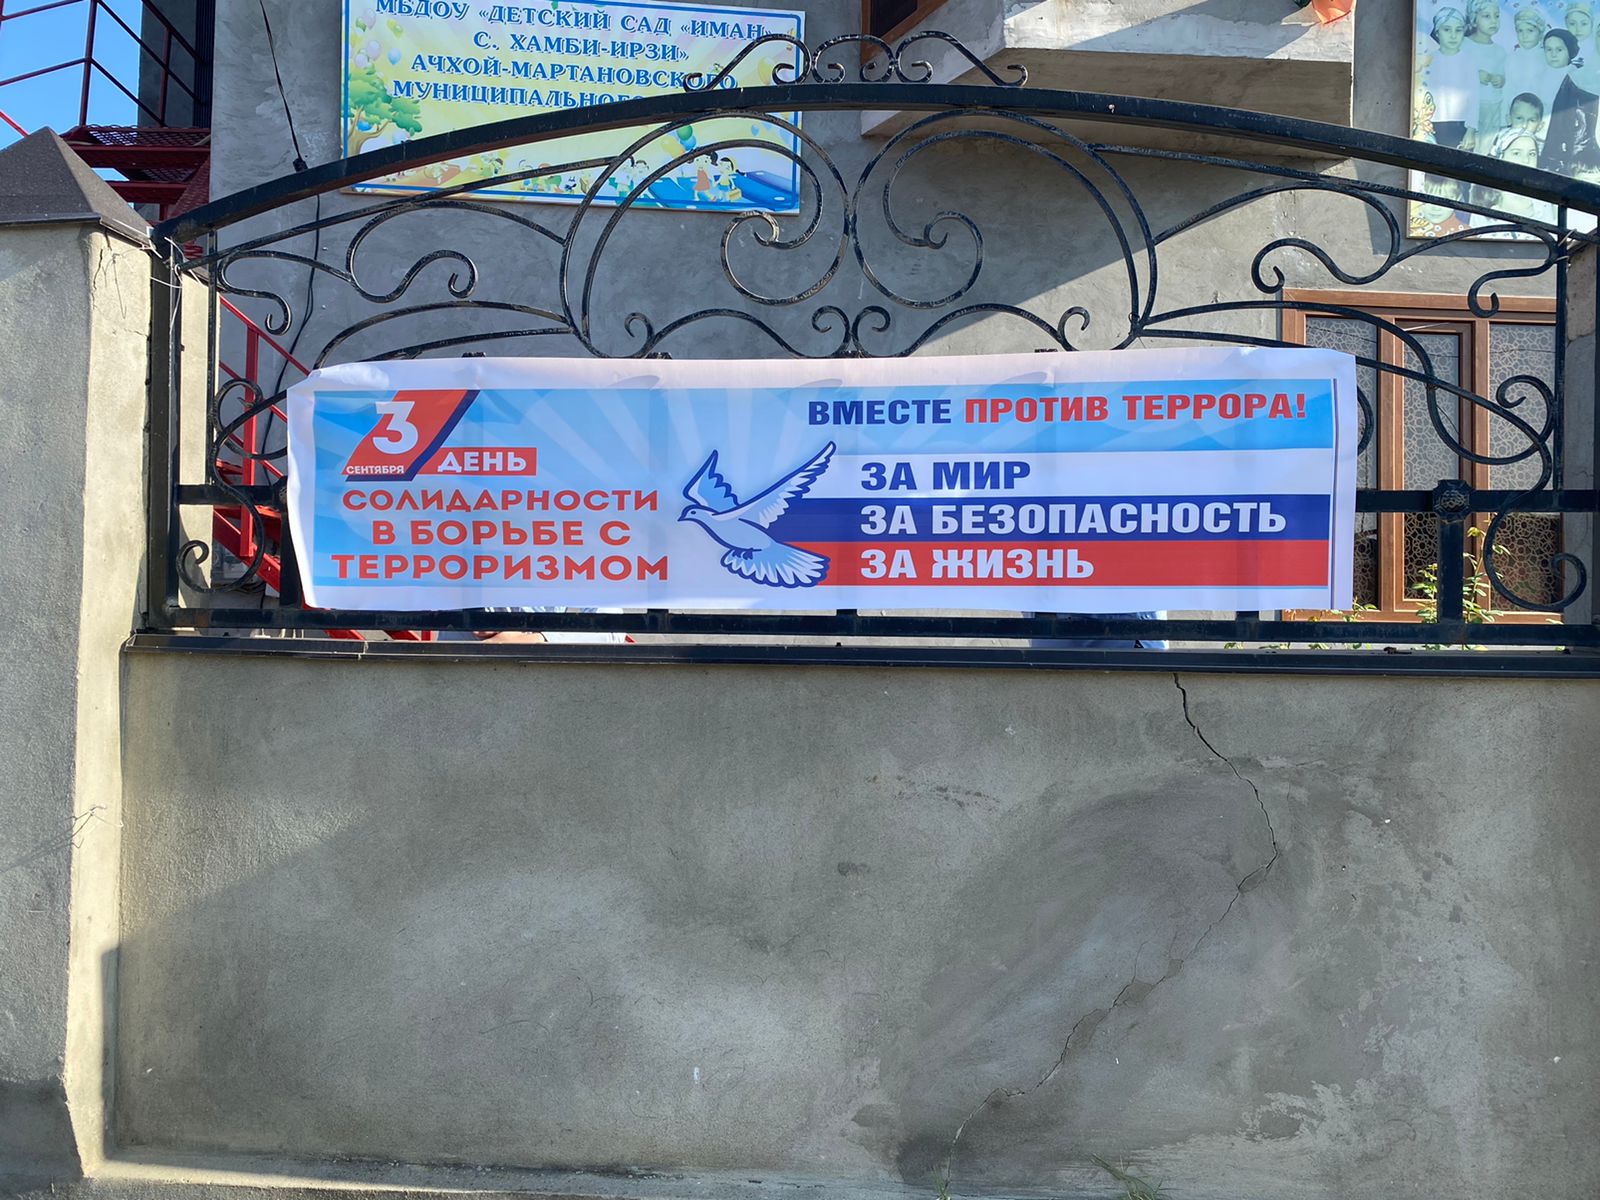 МБДОУ «ДЕТСКИЙ САД «ИМАН»
С. ХАМБИ-ИРЗИ»
АЧХОЙ-МАРТАНОВСКОГО
МУНИЦИПАЛЬНОГО
3
СЕНТЯБРЯ
ДЕНЬ
СОЛИДАРНОСТИ
В БОРЬБЕ С
ТЕРРОРИЗМОМ
ВМЕСТЕ ПРОТИВ ТЕРРОРА!
ЗА МИР
ЗА БЕЗОПАСНОСТЬ
ЗА ЖИЗНЬ